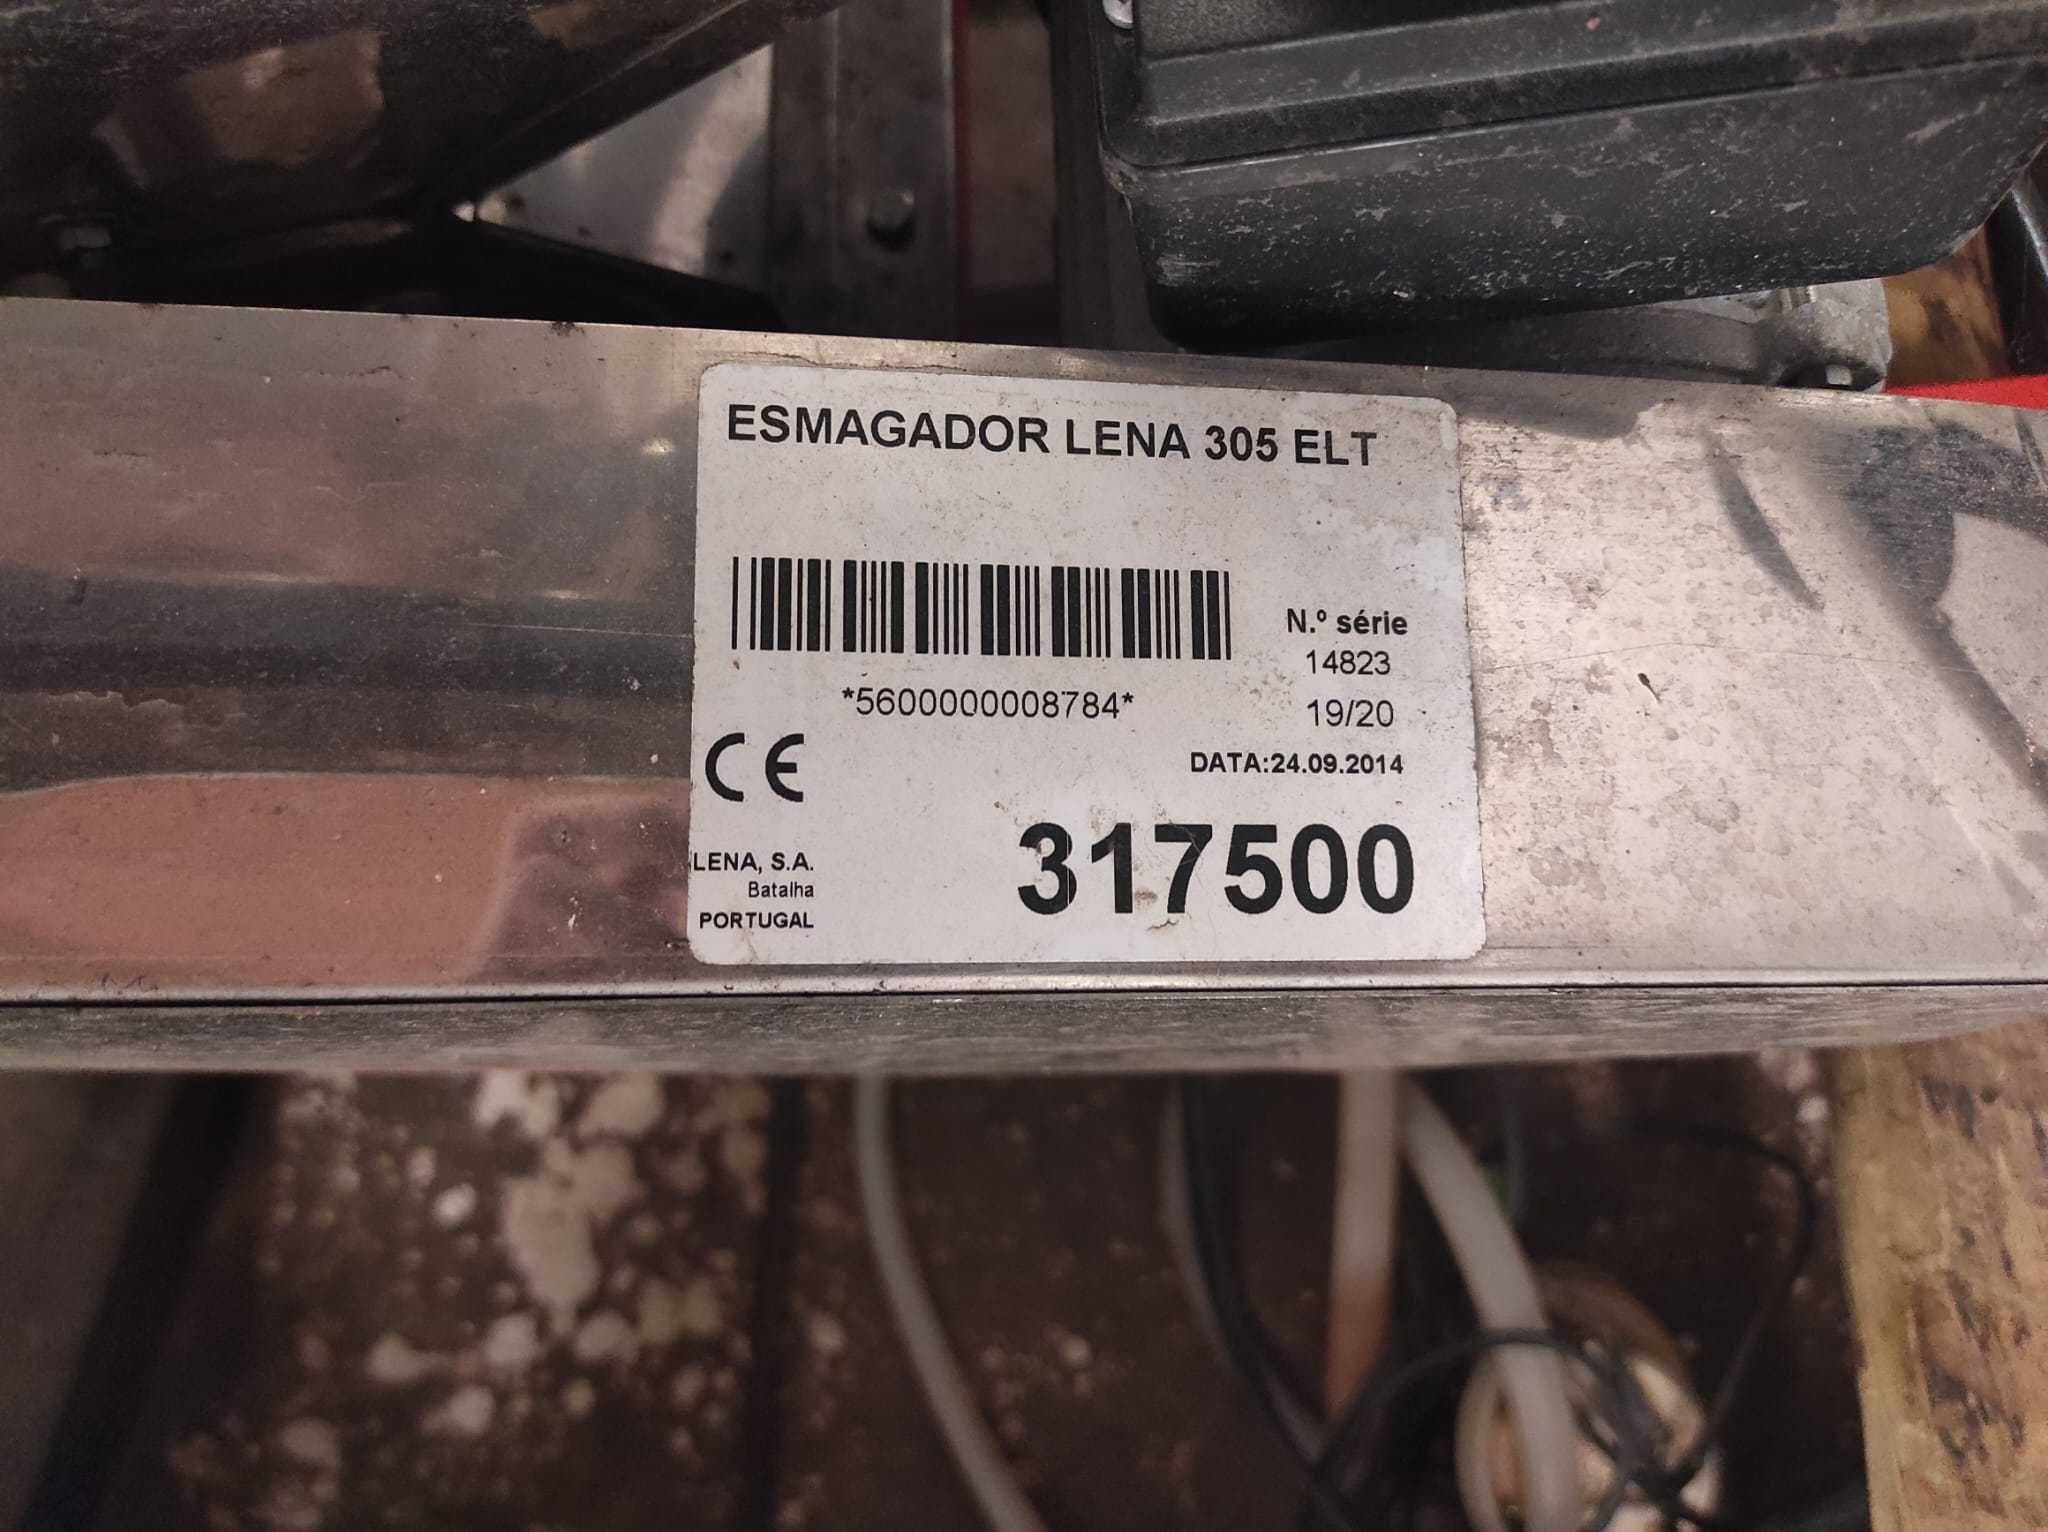 ESMAGADOR LENA 305 ELT
N.º série
14823
*5600000008784*
19/20
DATA:24.09.2014
CE
317500
LENA, S.A.
Batalha
PORTUGAL